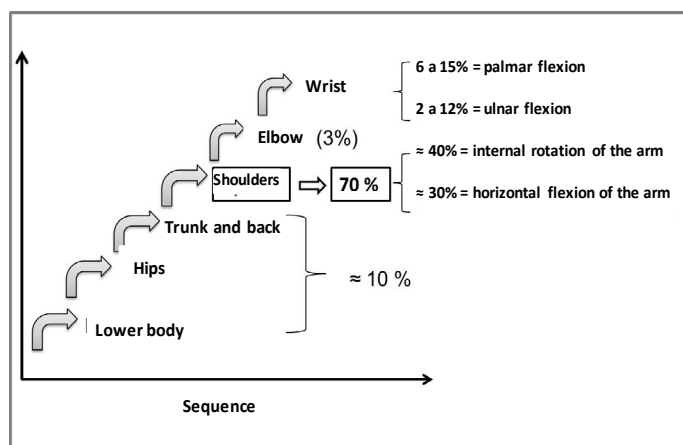 6 a 15% = palmar flexion
Wrist
2 a 12% = ulnar flexion
Elbow (3%)
≈ 40% = internal rotation of the arm
Shoulders
70 %
≈ 30% = horizontal flexion of the arm
Trunk and back
Hips
≈ 10 %
Lower body
Sequence